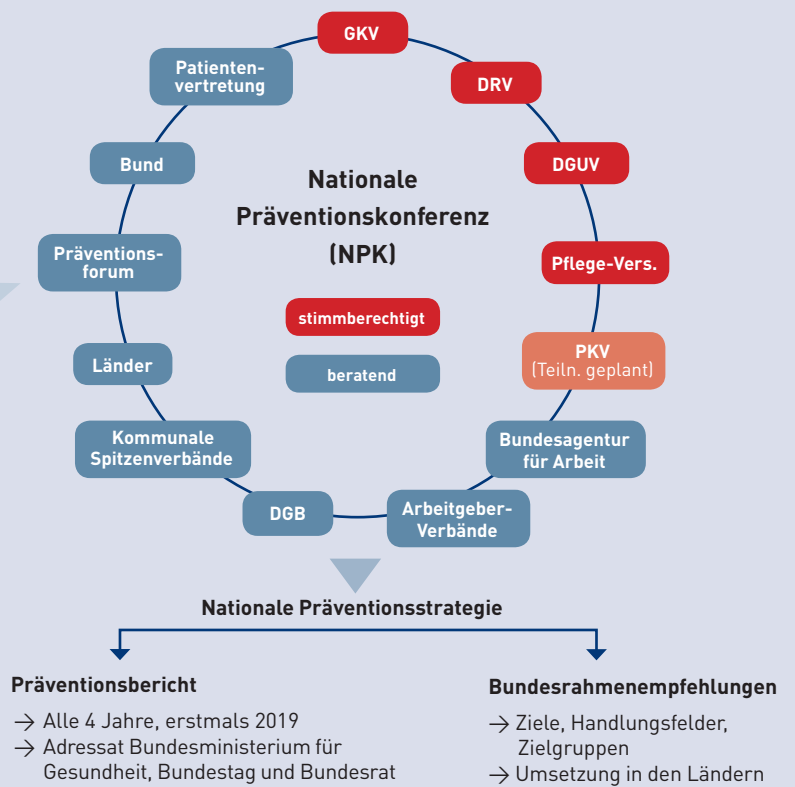 GKV
DRV
DGUV
Pflege-Vers.
PKV
(Teiln. geplant)
Bundesagentur
für Arbeit
Arbeitgeber-
Verbände
DGB
Kommunale
Spitzenverbände
Länder
Präventions-
forum
Bund
Patienten-
vertretung
Nationale
Präventionskonferenz
(NPK)
stimmberechtigt
beratend
Nationale Präventionsstrategie
Präventionsbericht
→ Alle 4 Jahre, erstmals 2019
→ Adressat Bundesministerium für
Gesundheit, Bundestag und Bundesrat
Bundesrahmenempfehlungen
→ Ziele, Handlungsfelder,
Zielgruppen
→ Umsetzung in den Ländern